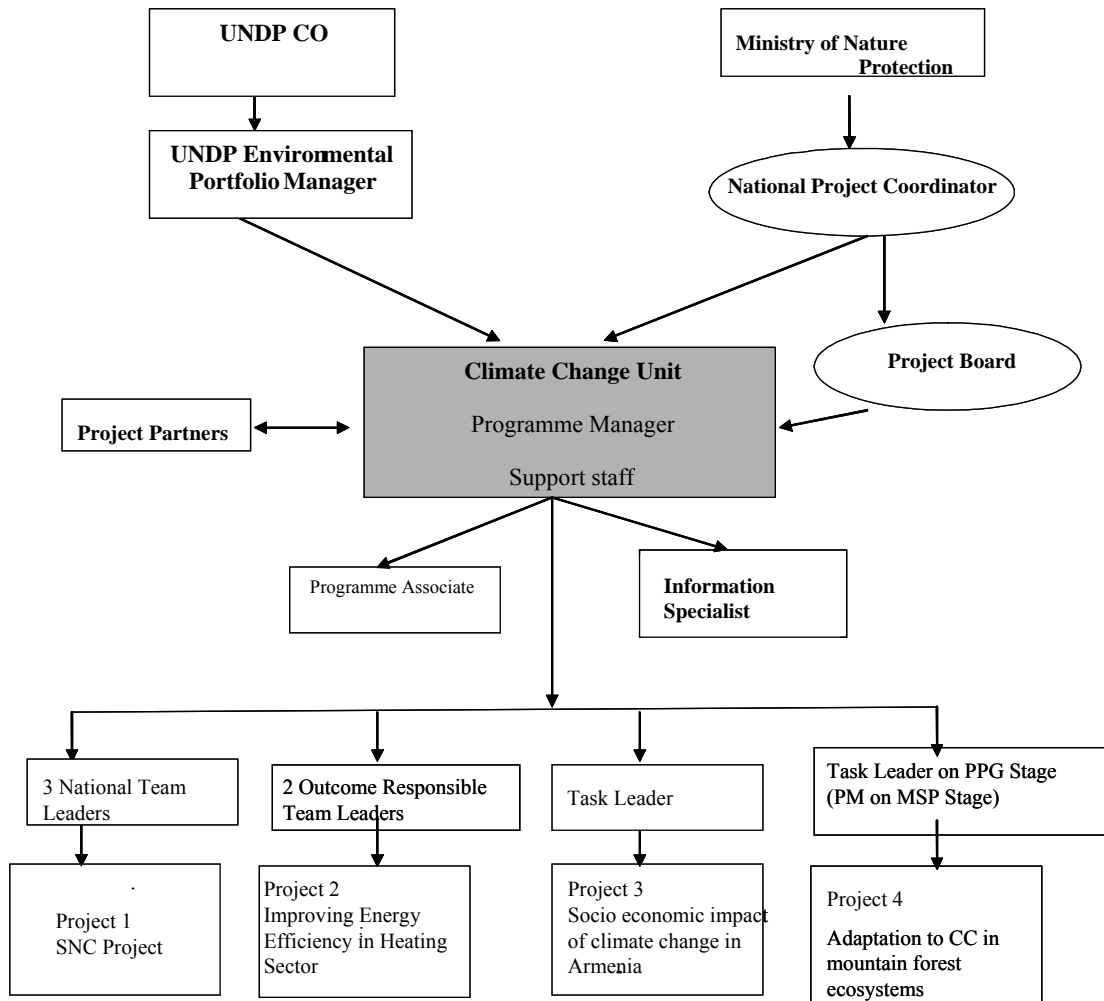 UNDP CO
Ministry of Nature
Protection
UNDP Environmental
Portfolio Manager
National Project Coordinator
Project Board
Climate Change Unit
Programme Manager
Support staff
Project Partners
Programme Associate
Information
Specialist
3 National Team
Leaders
2 Outcome Responsible
Team Leaders
Task Leader
Task Leader on PPG Stage
(PM on MSP Stage)
Project 1
SNC Project
Project 2
Improving Energy
Efficiency in Heating
Sector
Project 3
Socio economic impact
of climate change in
Armenia
Project 4
Adaptation to CC in
mountain forest
ecosystems